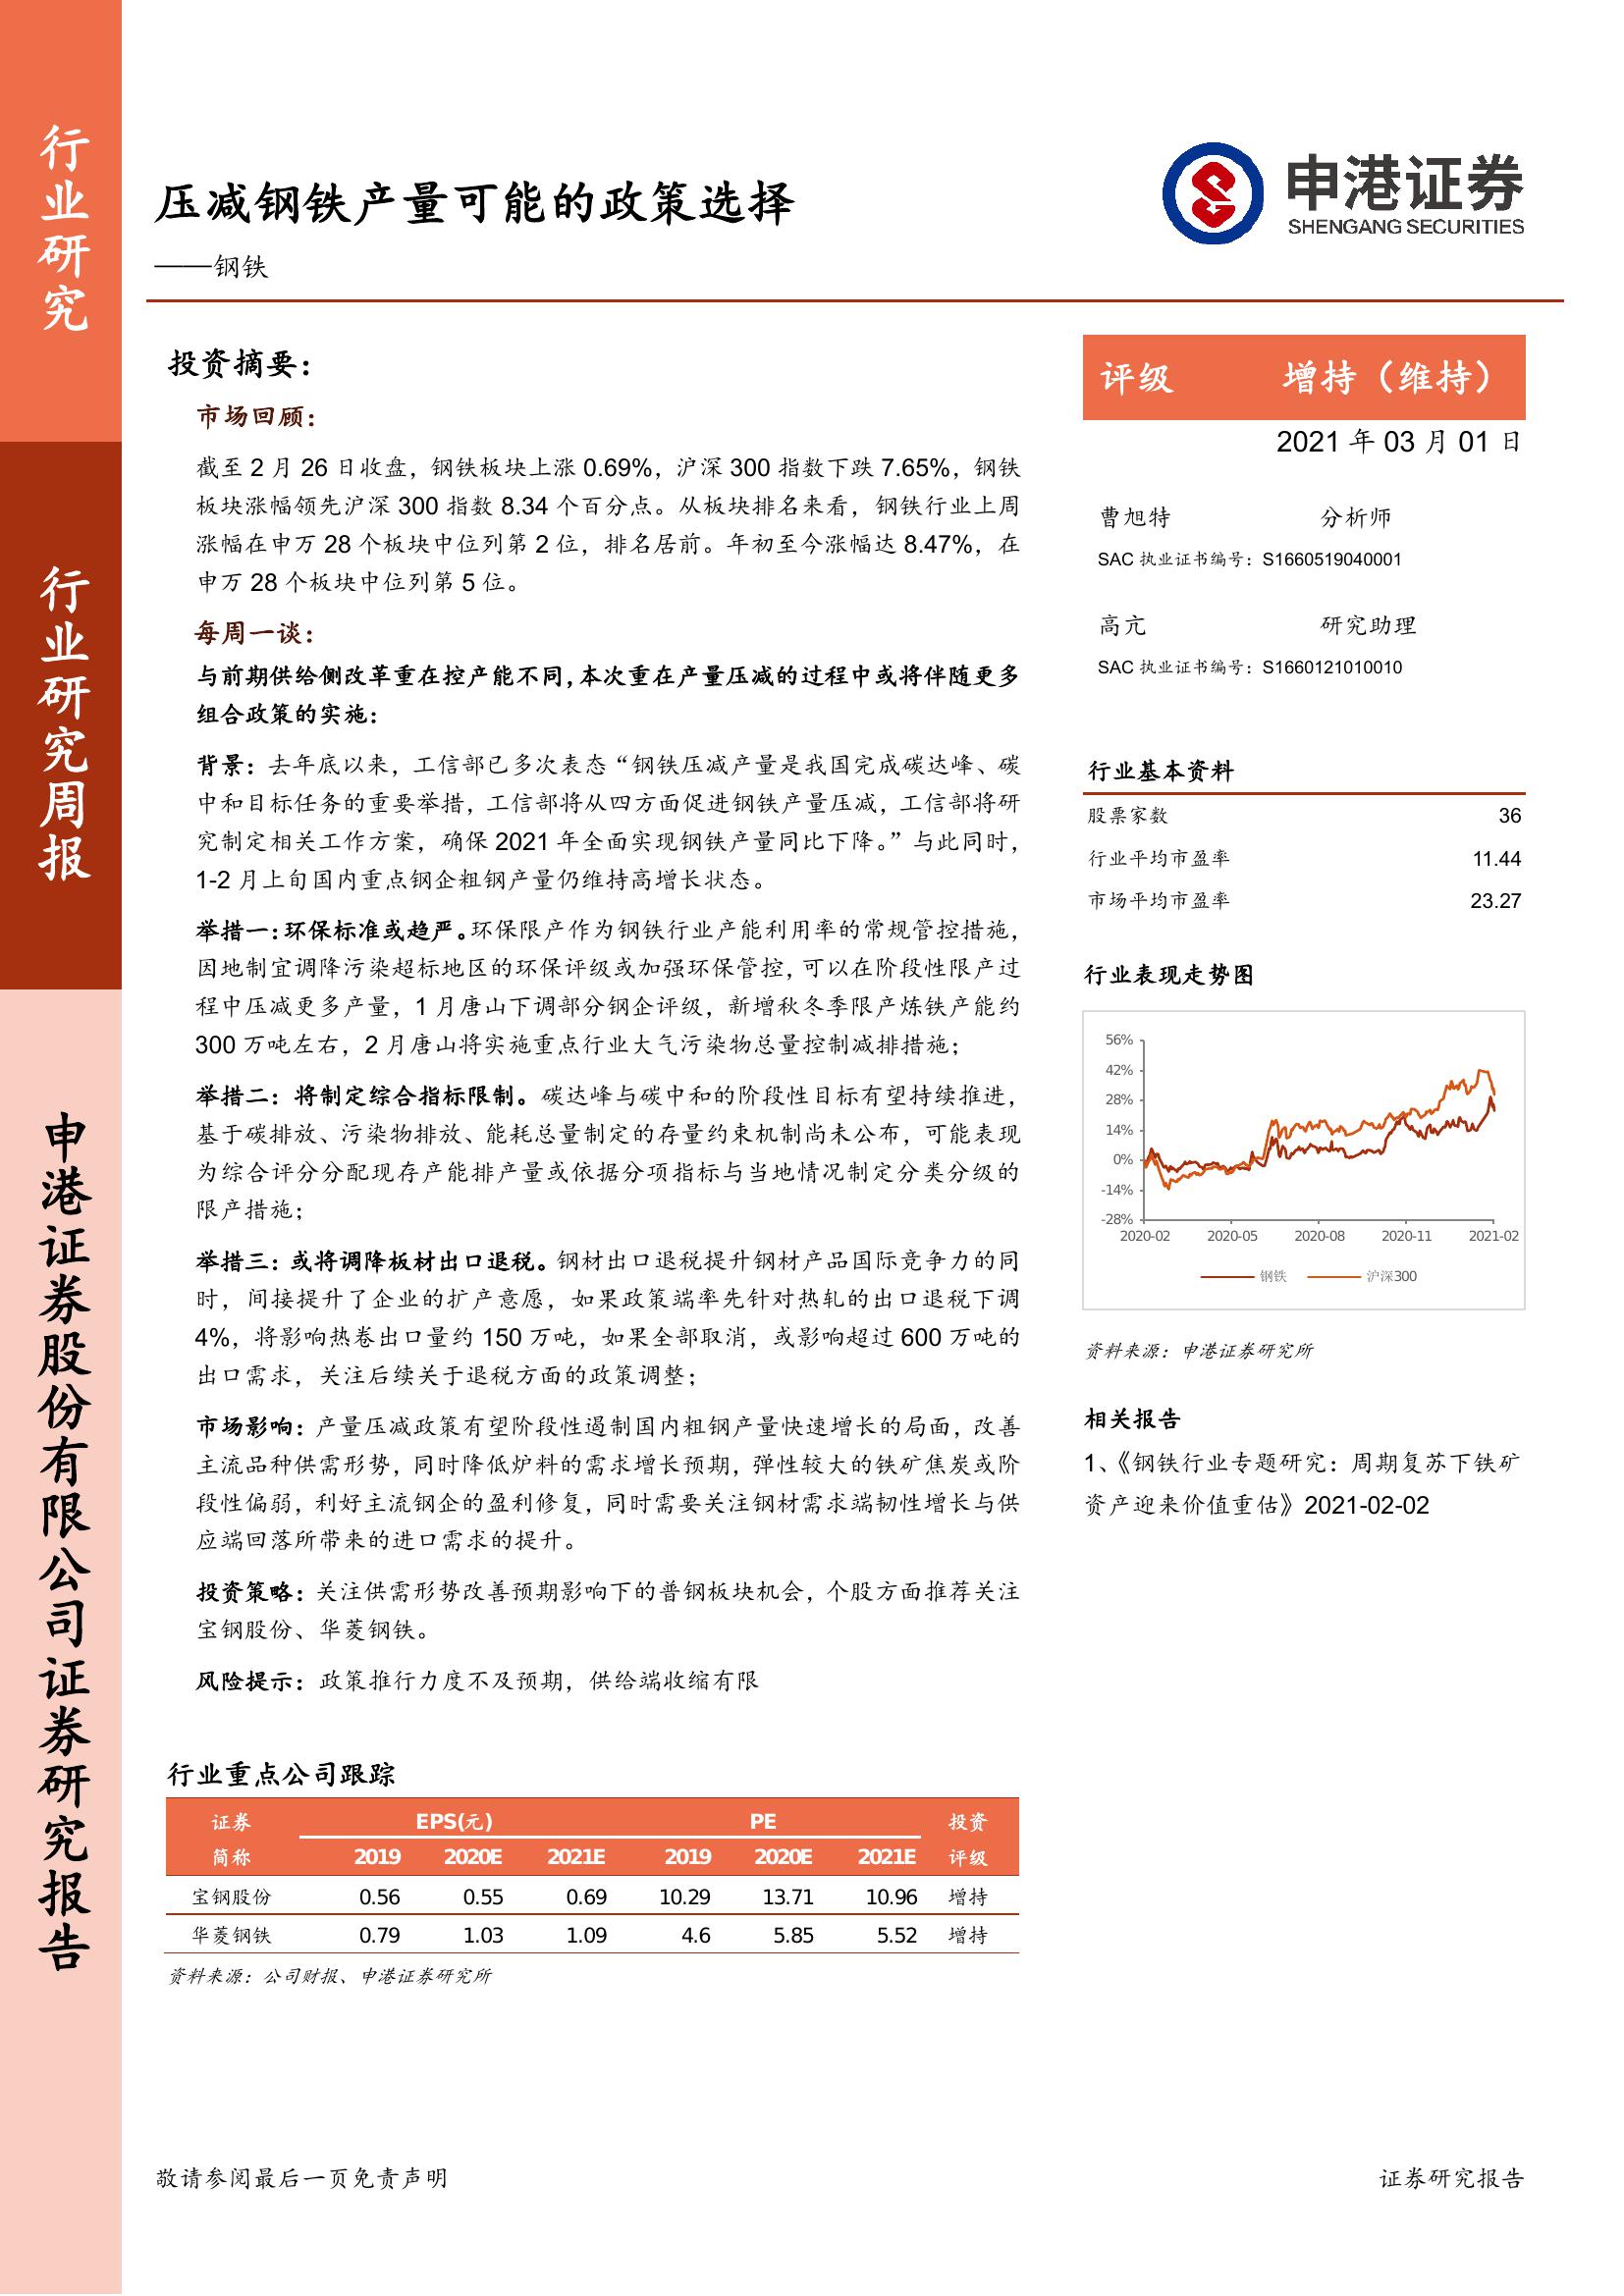 行业研究
行业研究周报
申港证券股份有限公司证券研究报告
压减钢铁产量可能的政策选择
——钢铁
申港证券
SHENGANG SECURITIES
投资摘要：
市场回顾：
截至 2 月 26 日收盘，钢铁板块上涨 0.69%，沪深 300 指数下跌 7.65%，钢铁
板块涨幅领先沪深 300 指数 8.34 个百分点。从板块排名来看，钢铁行业上周
涨幅在申万 28 个板块中位列第 2 位，排名居前。年初至今涨幅达 8.47%，在
申万 28 个板块中位列第 5 位。
每周一谈：
与前期供给侧改革重在控产能不同，本次重在产量压减的过程中或将伴随更多
组合政策的实施：
背景：去年底以来，工信部已多次表态“钢铁压减产量是我国完成碳达峰、碳
中和目标任务的重要举措，工信部将从四方面促进钢铁产量压减，工信部将研
究制定相关工作方案，确保 2021 年全面实现钢铁产量同比下降。”与此同时，
1-2 月上旬国内重点钢企粗钢产量仍维持高增长状态。
举措一：环保标准或趋严。环保限产作为钢铁行业产能利用率的常规管控措施，
因地制宜调降污染超标地区的环保评级或加强环保管控，可以在阶段性限产过
程中压减更多产量，1 月唐山下调部分钢企评级，新增秋冬季限产炼铁产能约
300 万吨左右，2 月唐山将实施重点行业大气污染物总量控制减排措施；
举措二：将制定综合指标限制。碳达峰与碳中和的阶段性目标有望持续推进，
基于碳排放、污染物排放、能耗总量制定的存量约束机制尚未公布，可能表现
为综合评分分配现存产能排产量或依据分项指标与当地情况制定分类分级的
限产措施；
举措三：或将调降板材出口退税。钢材出口退税提升钢材产品国际竞争力的同
时，间接提升了企业的扩产意愿，如果政策端率先针对热轧的出口退税下调
4%，将影响热卷出口量约 150 万吨，如果全部取消，或影响超过 600 万吨的
出口需求，关注后续关于退税方面的政策调整；
市场影响：产量压减政策有望阶段性遏制国内粗钢产量快速增长的局面，改善
主流品种供需形势，同时降低炉料的需求增长预期，弹性较大的铁矿焦炭或阶
段性偏弱，利好主流钢企的盈利修复，同时需要关注钢材需求端韧性增长与供
应端回落所带来的进口需求的提升。
投资策略：关注供需形势改善预期影响下的普钢板块机会，个股方面推荐关注
宝钢股份、华菱钢铁。
风险提示：政策推行力度不及预期，供给端收缩有限
行业重点公司跟踪
证券 EPS(元) PE 投资
简称 2019 2020E 2021E 2019 2020E 2021E 评级
宝钢股份 0.56 0.55 0.69 10.29 13.71 10.96 增持
华菱钢铁 0.79 1.03 1.09 4.6 5.85 5.52 增持
资料来源：公司财报、申港证券研究所
评级 增持（维持）
2021 年 03 月 01 日
曹旭特 分析师
SAC 执业证书编号：S1660519040001
高亢 研究助理
SAC 执业证书编号：S1660121010010
行业基本资料
股票家数 36
行业平均市盈率 11.44
市场平均市盈率 23.27
行业表现走势图
56%
42%
28%
14%
0%
-14%
-28%
2020-02 2020-05 2020-08 2020-11 2021-02
钢铁 沪深300
资料来源：申港证券研究所
相关报告
1、《钢铁行业专题研究：周期复苏下铁矿
资产迎来价值重估》2021-02-02
敬请参阅最后一页免责声明
证券研究报告